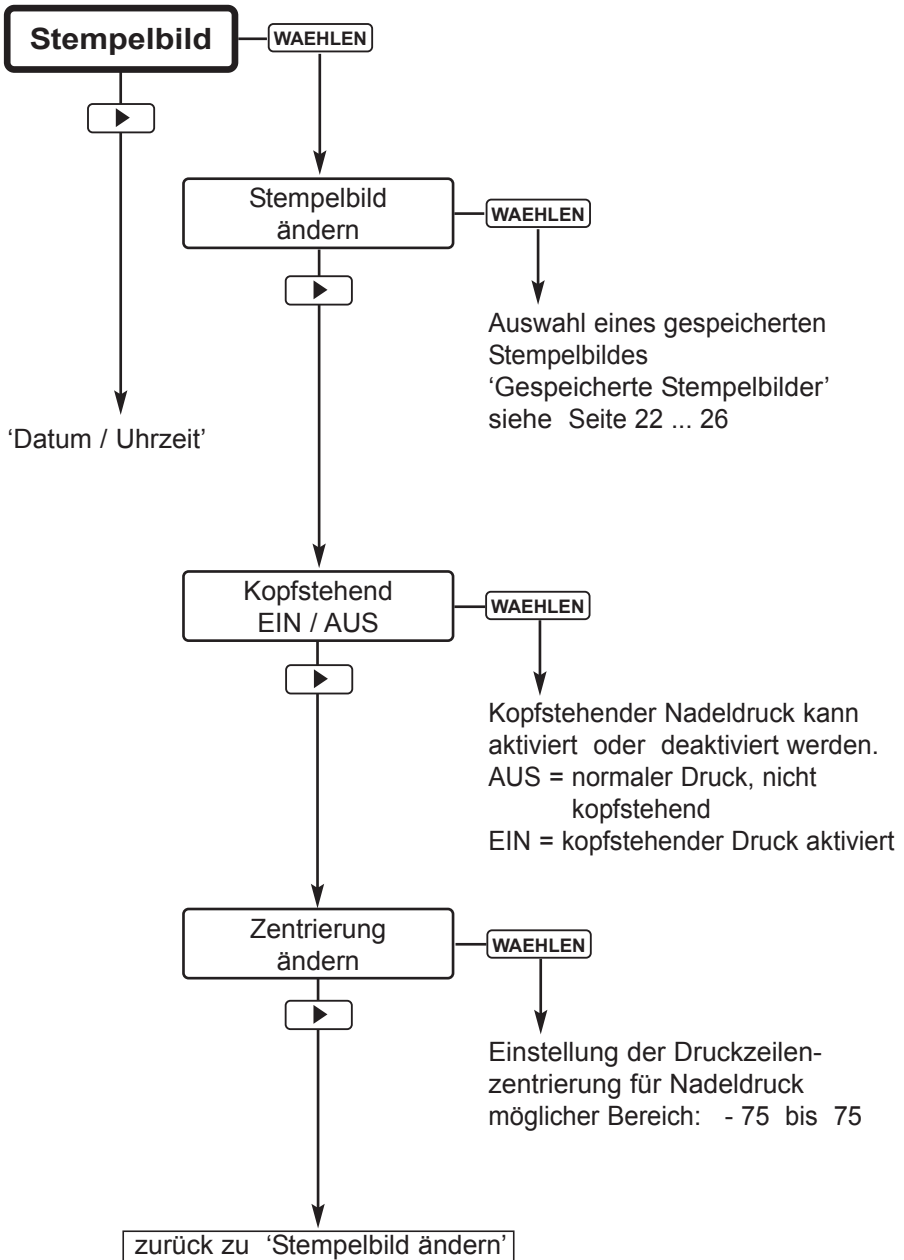 Stempelbild
WAEHLEN
Stempelbild
ändern
WAEHLEN
Auswahl eines gespeicherten
Stempelbildes
‘Gespeicherte Stempelbilder’
siehe Seite 22 ... 26
‘Datum / Uhrzeit’
Kopfstehend
EIN / AUS
WAEHLEN
Kopfstehender Nadeldruck kann
aktiviert oder deaktiviert werden.
AUS = normaler Druck, nicht
kopfstehend
EIN = kopfstehender Druck aktiviert
Zentrierung
ändern
WAEHLEN
Einstellung der Druckzeilen-
zentrierung für Nadeldruck
möglicher Bereich: - 75 bis 75
zurück zu ‘Stempelbild ändern’